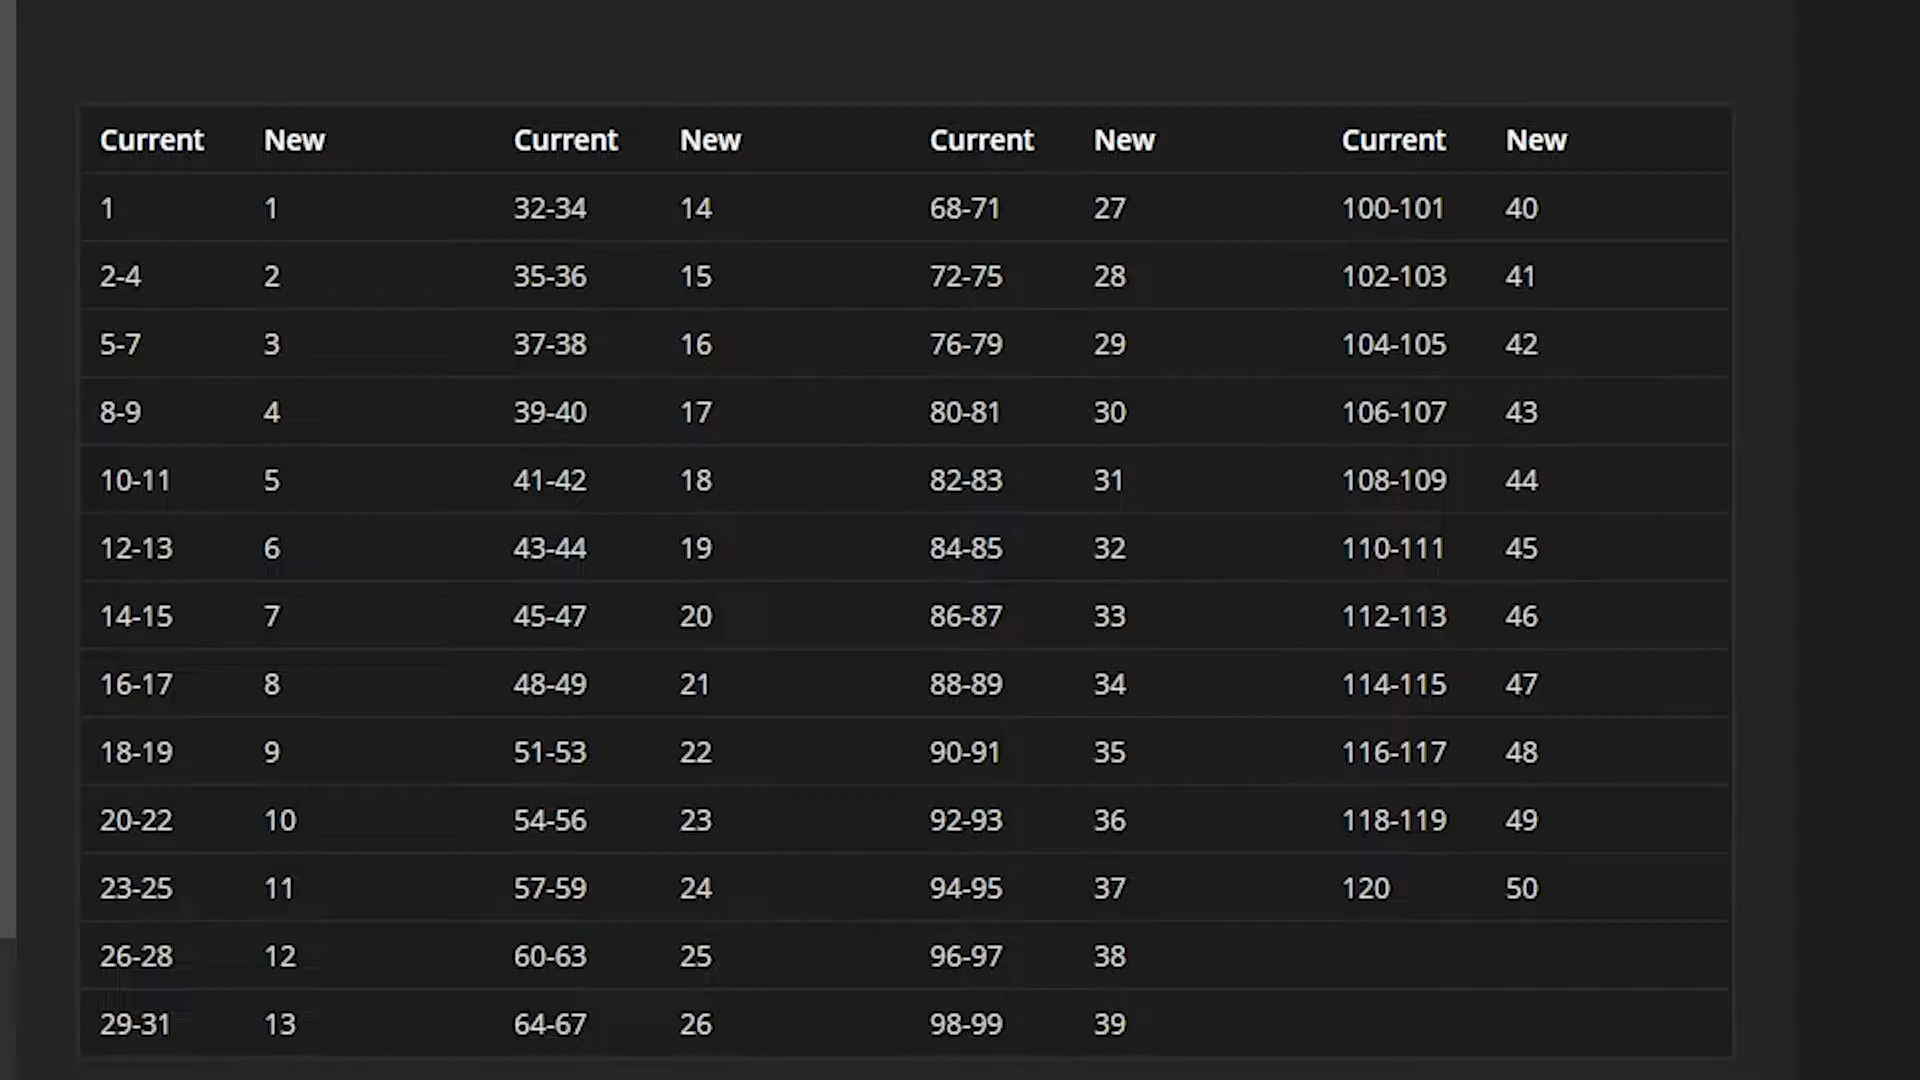 Current New Current New Current New Current New
1 1 32-34 14 68-71 27 100-101 40
2-4 2 35-36 15 72-75 28 102-103 41
5-7 3 37-38 16 76-79 29 104-105 42
8-9 4 39-40 17 80-81 30 106-107 43
10-11 5 41-42 18 82-83 31 108-109 44
12-13 6 43-44 19 84-85 32 110-111 45
14-15 7 45-47 20 86-87 33 112-113 46
16-17 8 48-49 21 88-89 34 114-115 47
18-19 9 51-53 22 90-91 35 116-117 48
20-22 10 54-56 23 92-93 36 118-119 49
23-25 11 57-59 24 94-95 37 120 50
26-28 12 60-63 25 96-97 38
29-31 13 64-67 26 98-99 39